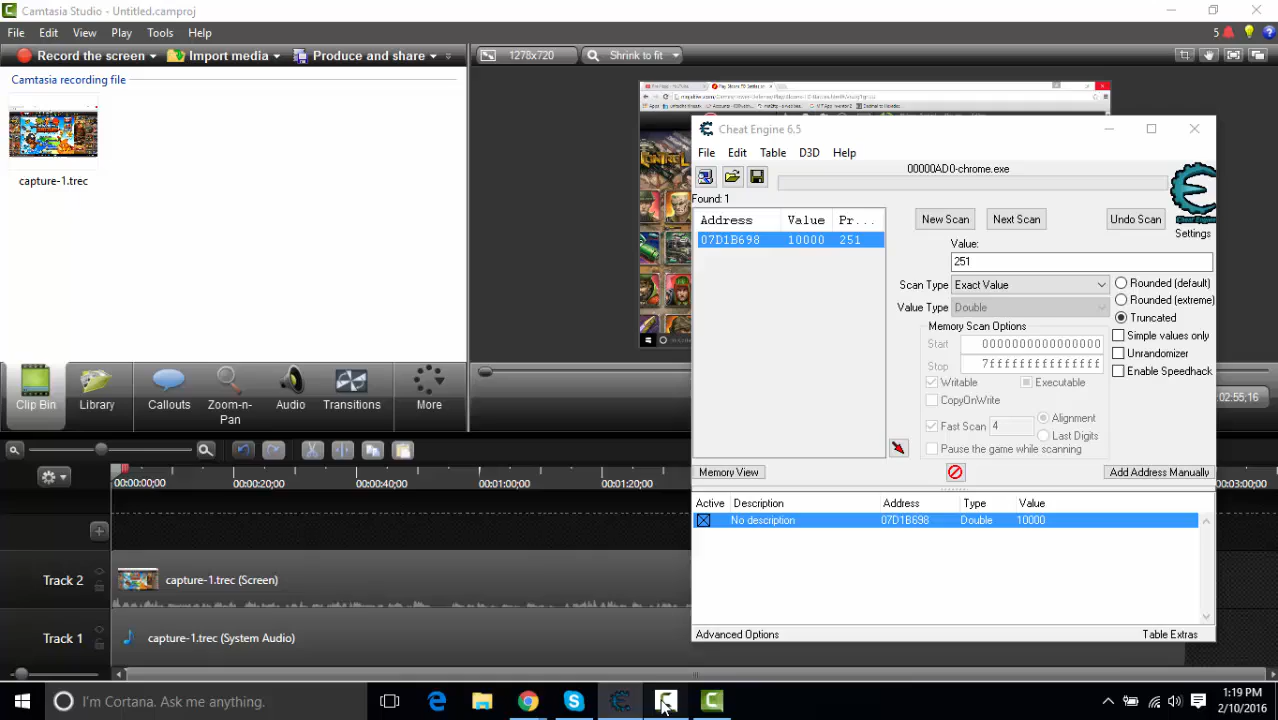 Camtasia Studio - Untitled.camproj
File Edit View Play Tools Help
5
Record the screen Import media Produce and share
1278x720 Shrink to fit
Camtasia recording file
capture-1.trec
Clip Bin Library Callouts Zoom-n-Pan Audio Transitions More
Cheat Engine 6.5
File Edit Table D3D Help
00000AD0-chrome.exe
Found: 1
Address Value Pr...
07D1B698 10000 251
New Scan Next Scan Undo Scan
Cheat Engine
Settings
Value:
251
Scan Type Exact Value
Value Type Double
Rounded (default)
Rounded (extreme)
Truncated
Simple values only
Unrandomizer
Enable Speedhack
Memory Scan Options
Start 0000000000000000
Stop 7fffffffffffffff
Writable Executable
CopyOnWrite
Fast Scan 4 Alignment
Last Digits
Pause the game while scanning
Memory View Add Address Manually
Active Description Address Type Value
No description 07D1B698 Double 10000
Advanced Options Table Extras
02:55;16
00:00:00;00 00:00:20;00 00:00:40;00 00:01:00;00 00:01:20;00
00:03:00;00
Track 2 capture-1.trec (Screen)
Track 1 capture-1.trec (System Audio)
I'm Cortana. Ask me anything.
1:19 PM
2/10/2016